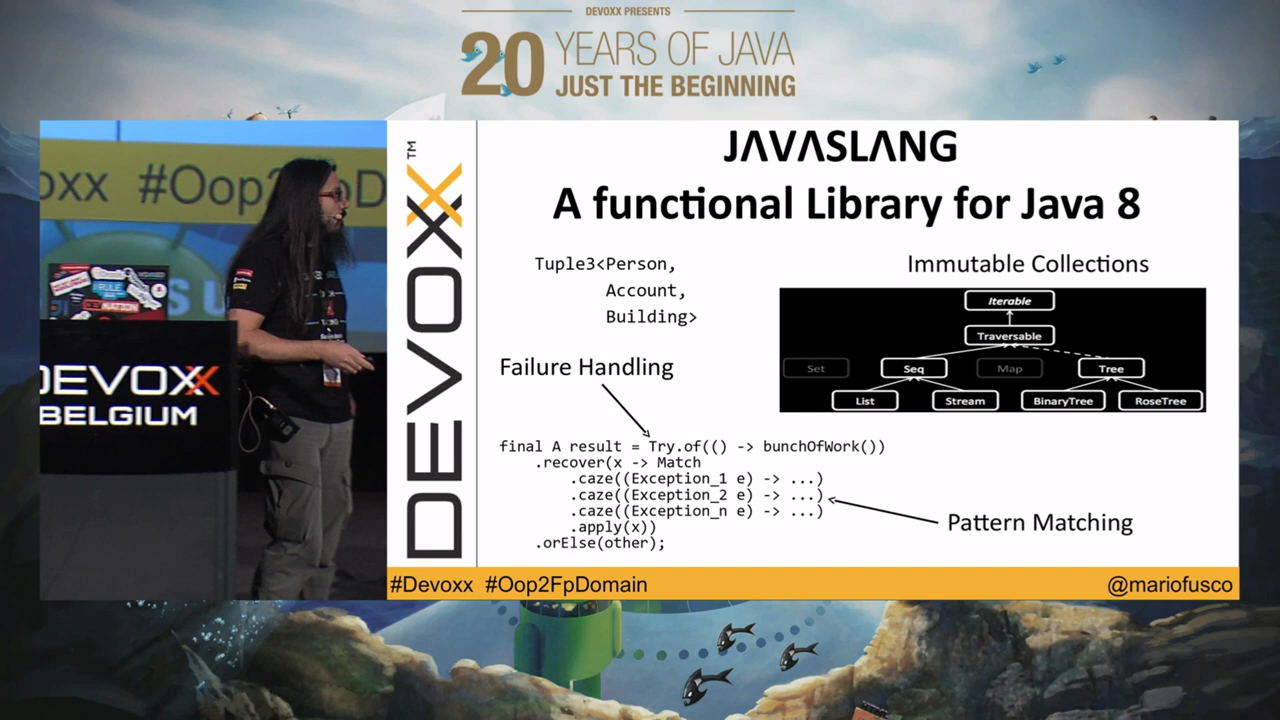 DEVOXX PRESENTS
20 YEARS OF JAVA
JUST THE BEGINNING
#Oop2FpD
DEVOXX
BELGIUM
DEVOXX™
JAVASLANG
A functional Library for Java 8
Tuple3<Person,
Account,
Building>
Immutable Collections
Iterable
Traversable
Set
Seq
Map
Tree
List
Stream
BinaryTree
RoseTree
Failure Handling
final A result = Try.of(() -> bunchOfWork())
.recover(x -> Match
.caze((Exception_1 e) -> ...)
.caze((Exception_2 e) -> ...)
.caze((Exception_n e) -> ...)
.apply(x))
.orElse(other);
Pattern Matching
#Devoxx #Oop2FpDomain
@mariofusco